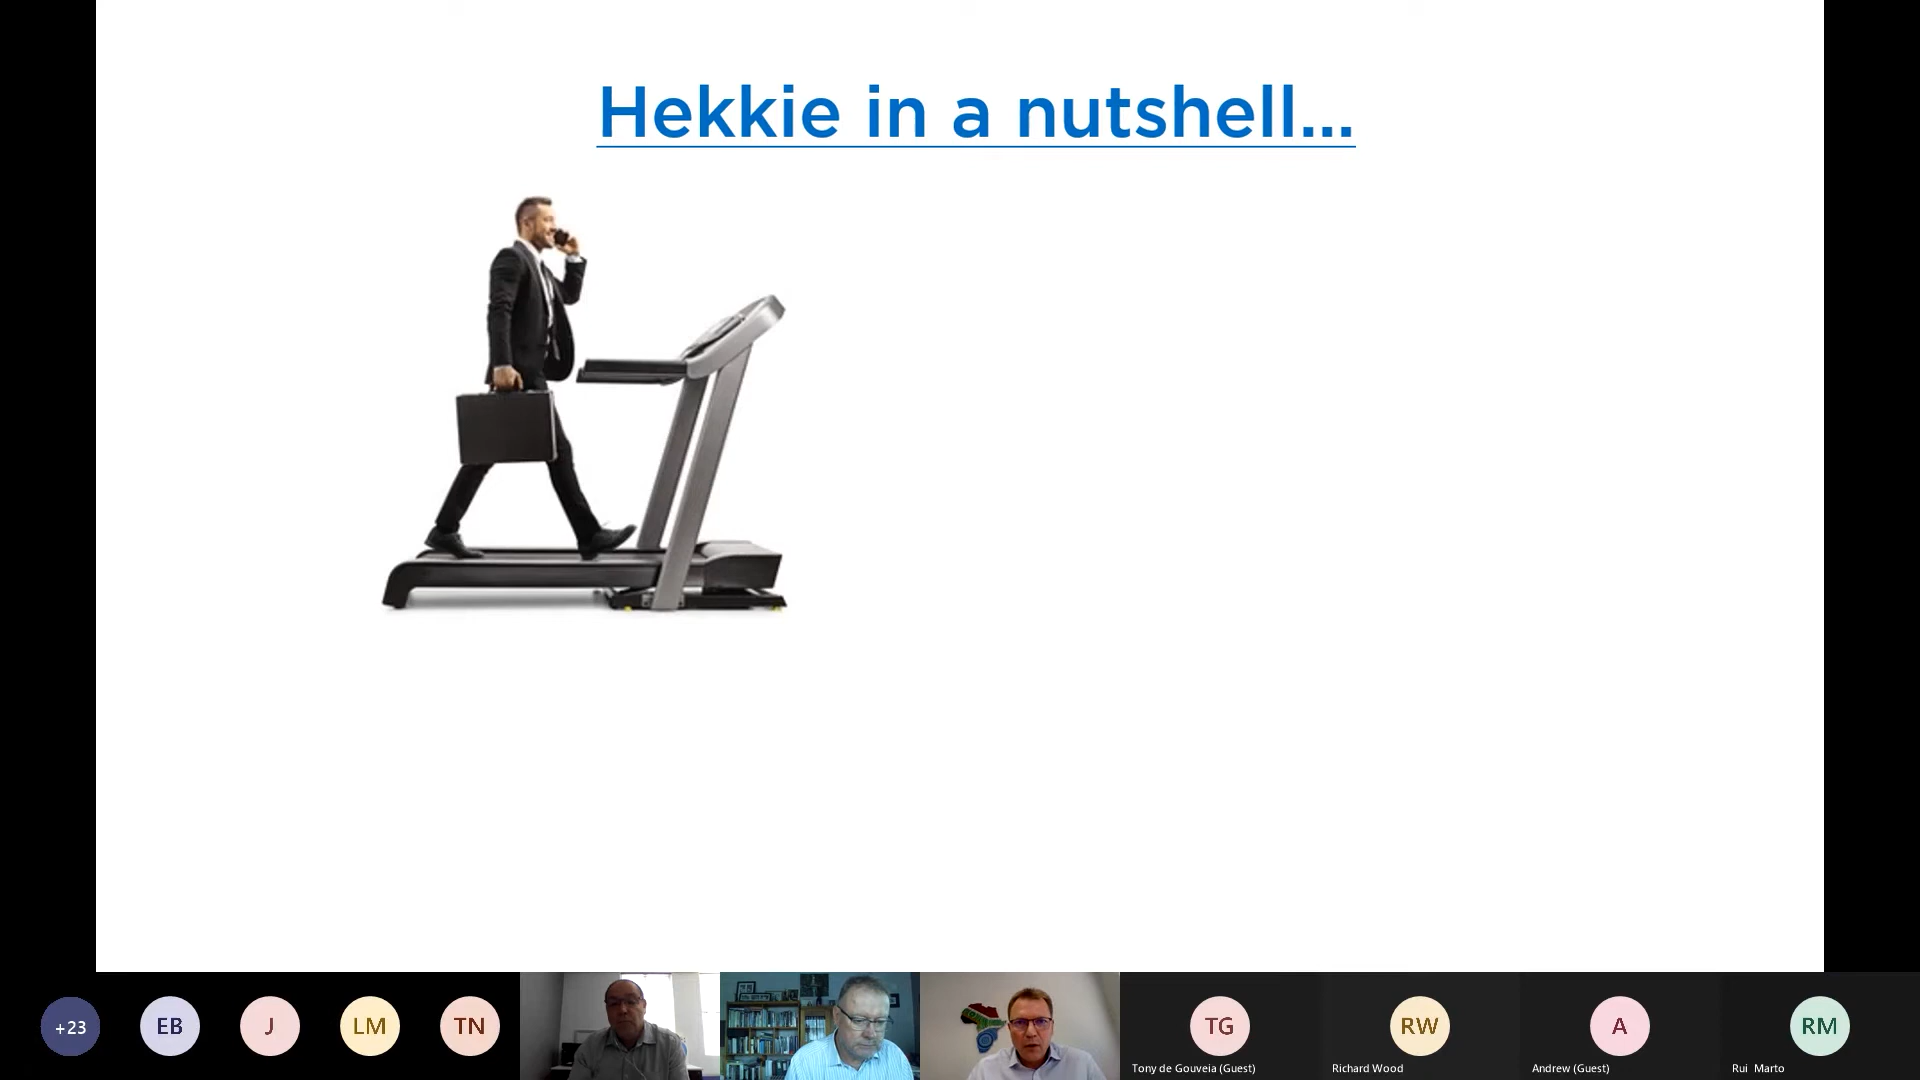 Hekkie in a nutshell...
+23
EB
J
LM
TN
TG
Tony de Gouveia (Guest)
RW
Richard Wood
A
Andrew (Guest)
RM
Rui Marto